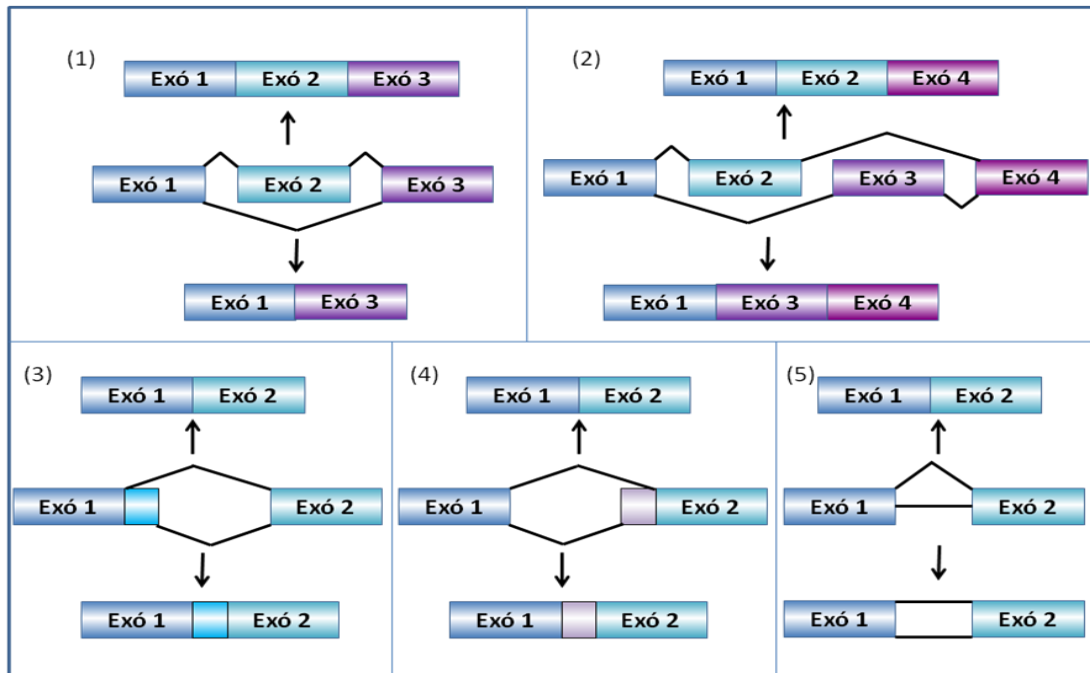 (1)
Exó 1 Exó 2 Exó 3
Exó 1 Exó 2 Exó 3
Exó 1 Exó 3
(2)
Exó 1 Exó 2 Exó 4
Exó 1 Exó 2 Exó 3 Exó 4
Exó 1 Exó 3 Exó 4
(3)
Exó 1 Exó 2
Exó 1 Exó 2
Exó 1 Exó 2
(4)
Exó 1 Exó 2
Exó 1 Exó 2
Exó 1 Exó 2
(5)
Exó 1 Exó 2
Exó 1 Exó 2
Exó 1 Exó 2